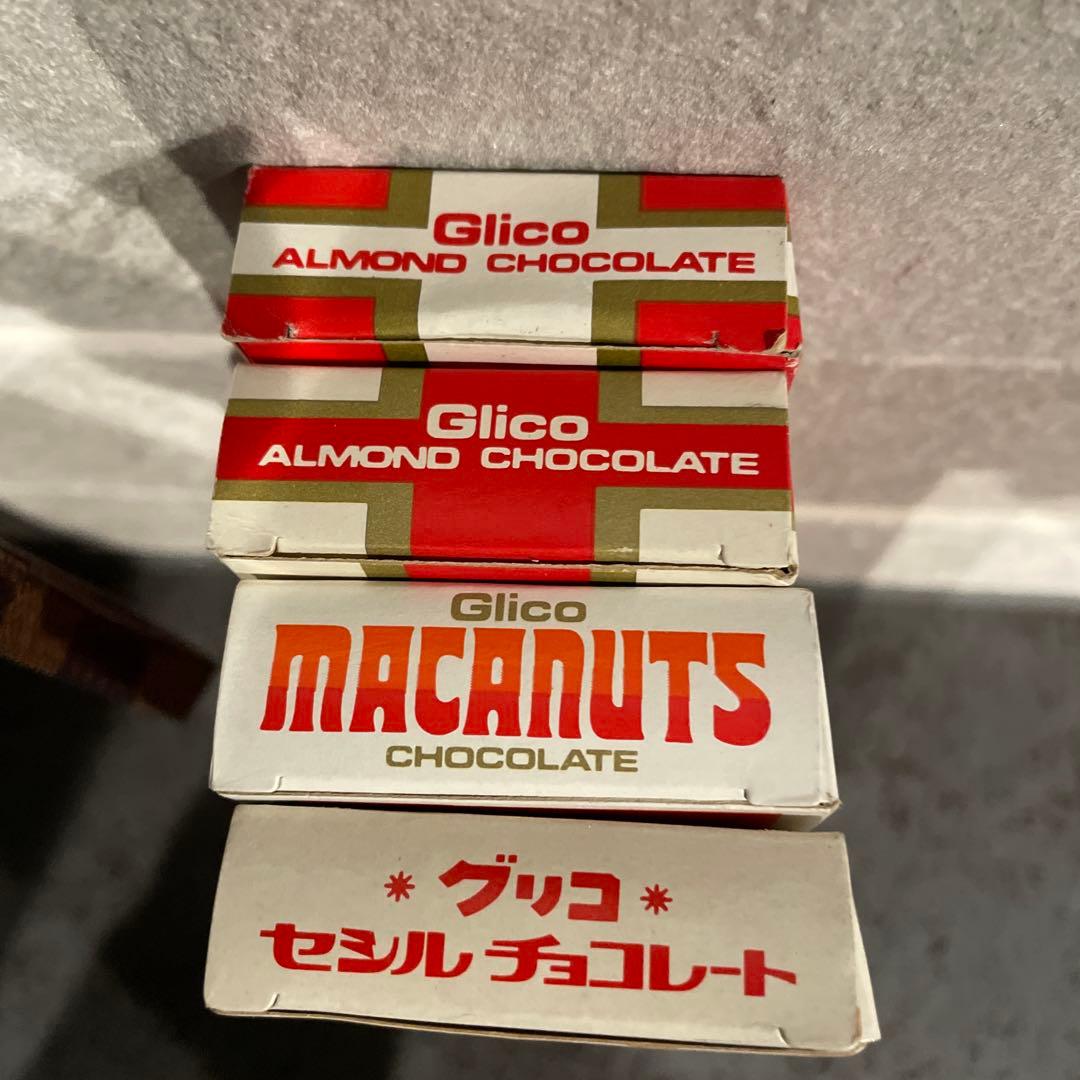 Glico
ALMOND CHOCOLATE
Glico
ALMOND CHOCOLATE
Glico
MACANUTS
CHOCOLATE
＊グリコ＊
セシルチョコレート